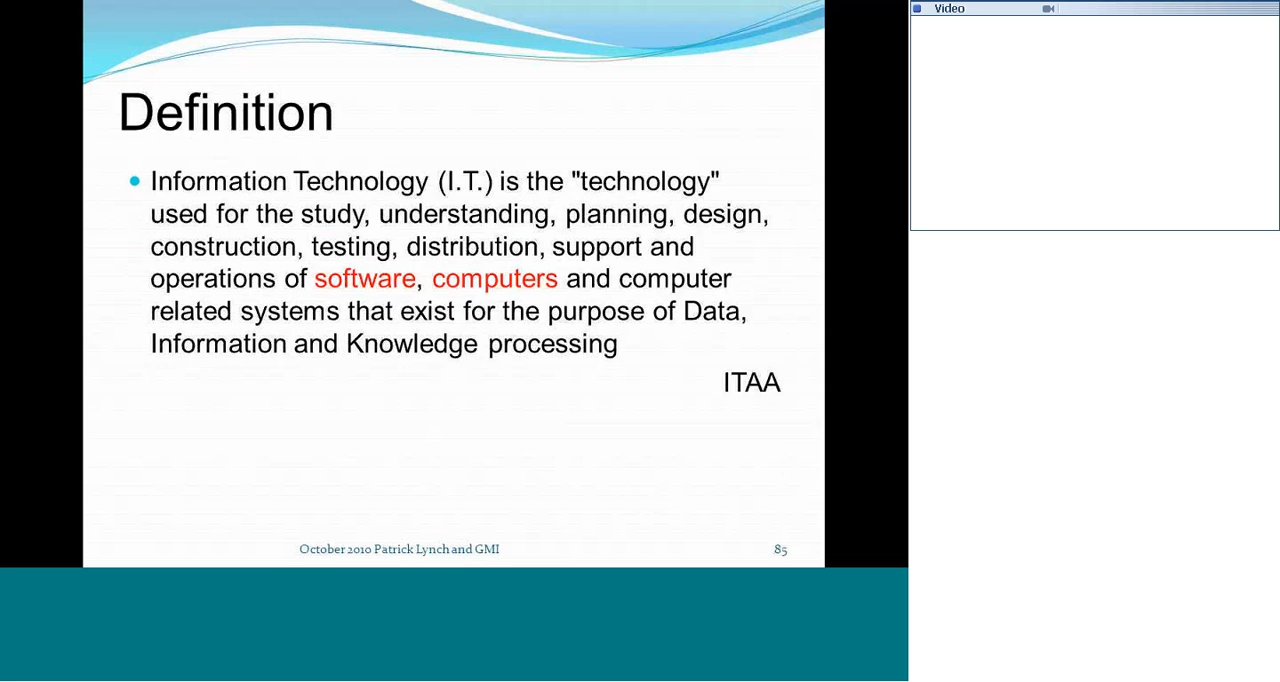 Video
Definition
Information Technology (I.T.) is the "technology"
used for the study, understanding, planning, design,
construction, testing, distribution, support and
operations of software, computers and computer
related systems that exist for the purpose of Data,
Information and Knowledge processing
ITAA
October 2010 Patrick Lynch and GMI
85